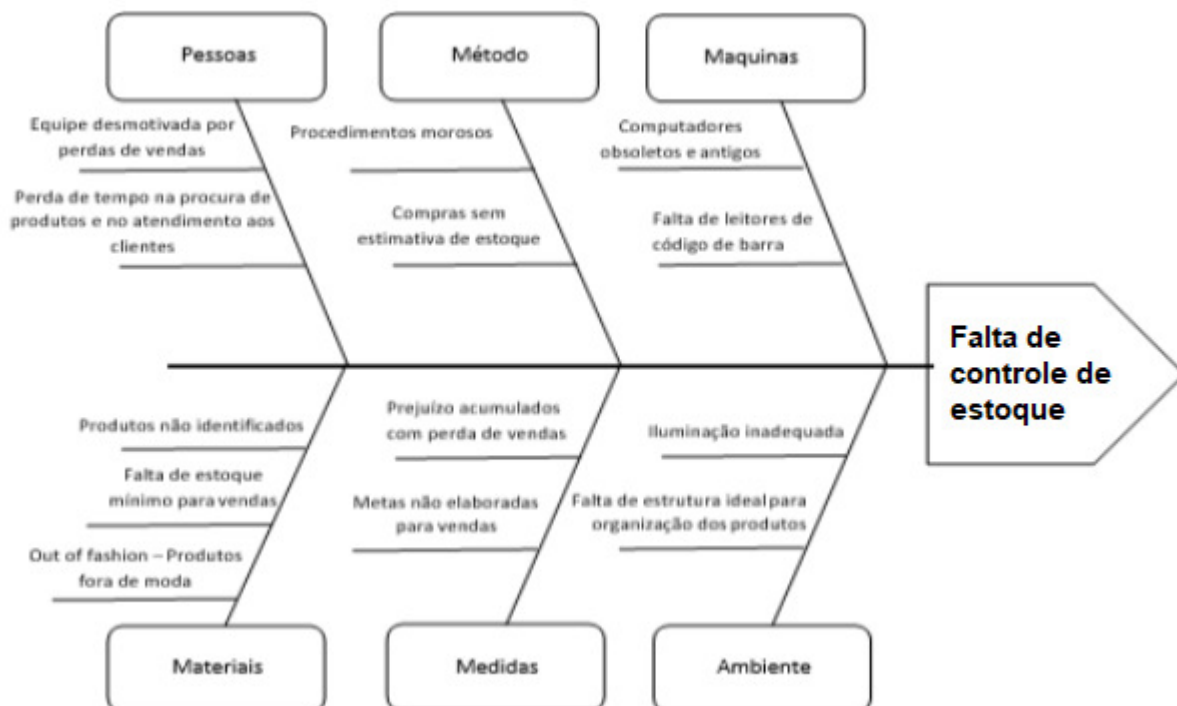 Pessoas
Método
Maquinas
Equipe desmotivada por
perdas de vendas
Perda de tempo na procura de
produtos e no atendimento aos
clientes
Procedimentos morosos
Compras sem
estimativa de estoque
Computadores
obsoletos e antigos
Falta de leitores de
código de barra
Falta de
controle de
estoque
Produtos não identificados
Falta de estoque
mínimo para vendas
Out of fashion – Produtos
fora de moda
Prejuízo acumulados
com perda de vendas
Metas não elaboradas
para vendas
Iluminação inadequada
Falta de estrutura ideal para
organização dos produtos
Materiais
Medidas
Ambiente